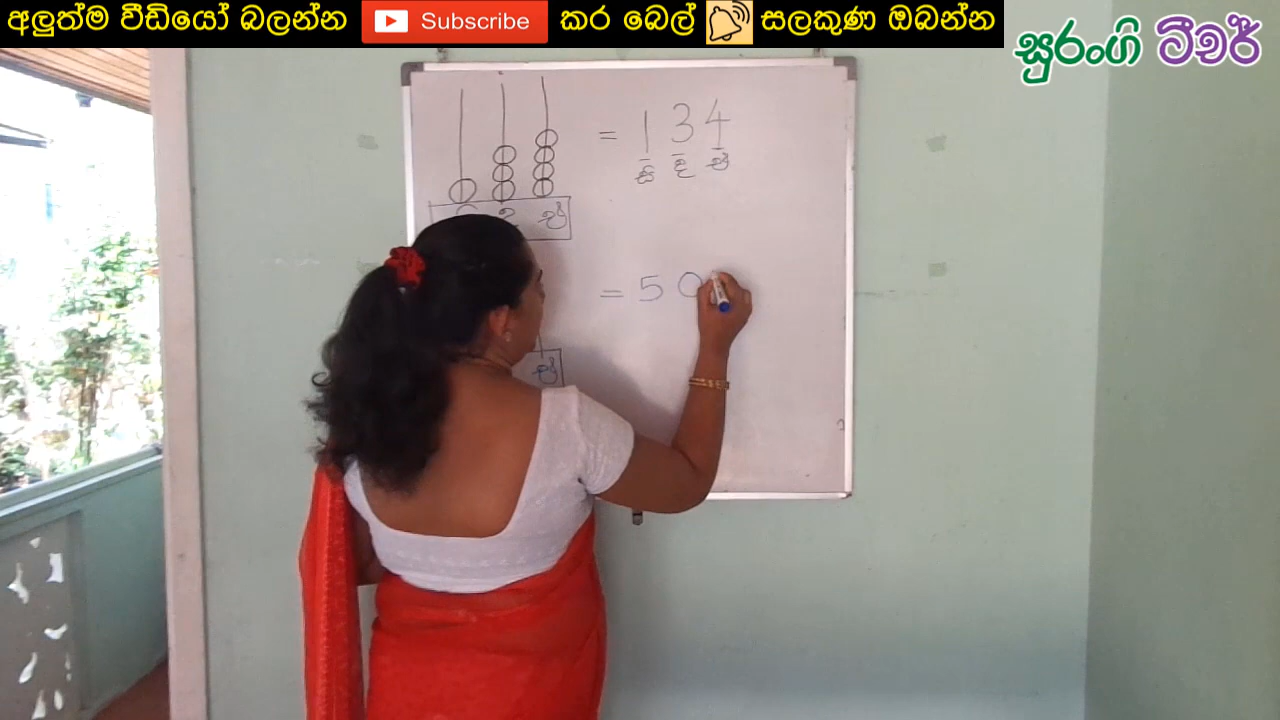 අලුත්ම වීඩියෝ බලන්න Subscribe කර බෙල් සලකුණ ඔබන්න
සුරංගි ටීචර්
= 134
සි ද එ
එ
= 50
එ